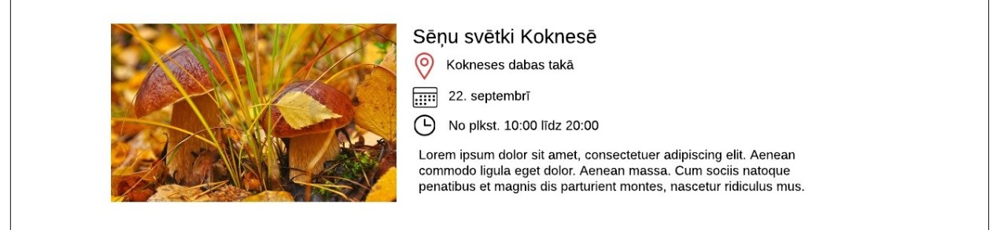 Sēņu svētki Koknesē
Kokneses dabas takā
22. septembrī
No plkst. 10:00 līdz 20:00
Lorem ipsum dolor sit amet, consectetuer adipiscing elit. Aenean
commodo ligula eget dolor. Aenean massa. Cum sociis natoque
penatibus et magnis dis parturient montes, nascetur ridiculus mus.